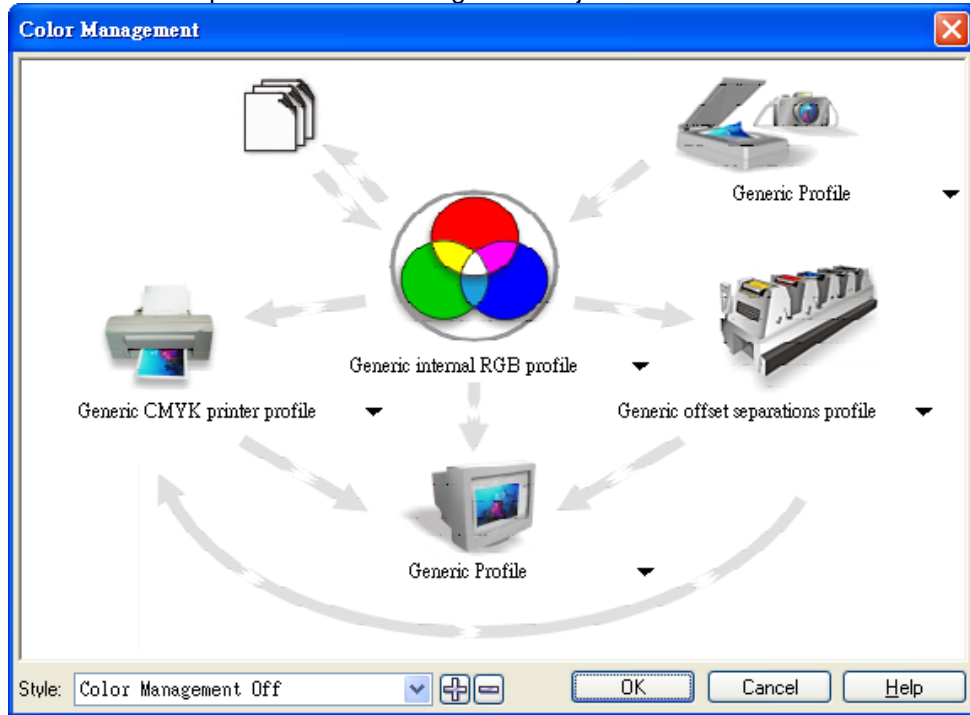 Color Management
Generic Profile
Generic internal RGB profile
Generic CMYK printer profile
Generic offset separations profile
Generic Profile
Style: Color Management Off
OK
Cancel
Help